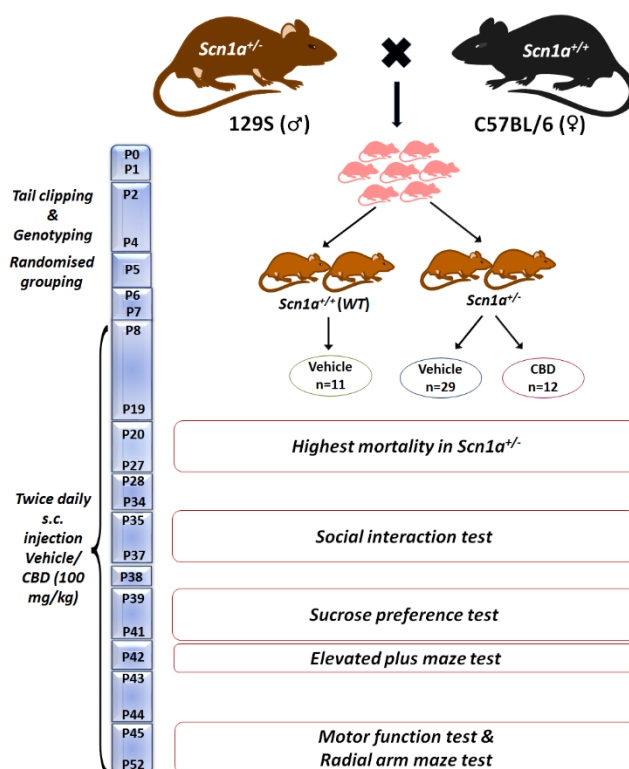 Scn1a+/-
Scn1a+/+
129S (♂)
C57BL/6 (♀)
P0
P1
Tail clipping
&
Genotyping
P2
P4
Randomised
grouping
P5
P6
P7
Scn1a+/+ (WT)
Scn1a+/-
P8
Vehicle
n=11
Vehicle
n=29
CBD
n=12
P19
P20
P27
Highest mortality in Scn1a+/-
P28
P34
Twice daily
s.c.
injection
Vehicle/
CBD (100
mg/kg)
P35
P37
Social interaction test
P38
P39
P41
Sucrose preference test
P42
Elevated plus maze test
P43
P44
P45
P52
Motor function test &
Radial arm maze test